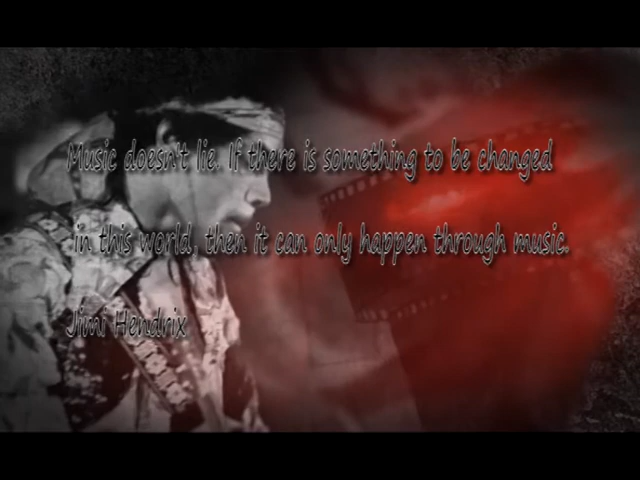 Music doesn't lie. If there is something to be changed
in this world, then it can only happen through music.
Jimi Hendrix